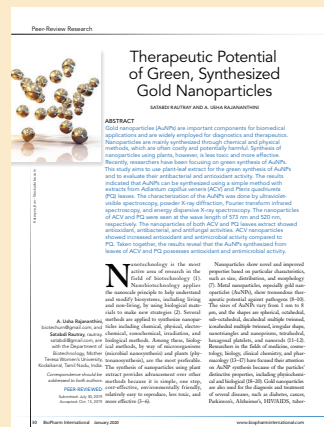 Peer-Review Research
Therapeutic Potential
of Green, Synthesized
Gold Nanoparticles
SATABDI RAUTRAY AND A. USHA RAJANANTHINI
ABSTRACT
Gold nanoparticles (AuNPs) are important components for biomedical
applications and are widely employed for diagnostics and therapeutics.
Nanoparticles are mainly synthesized through chemical and physical
methods, which are often costly and potentially harmful. Synthesis of
nanoparticles using plants, however, is less toxic and more effective.
Recently, researchers have been focusing on green synthesis of AuNPs.
This study aims to use plant-leaf extract for the green synthesis of AuNPs
and to evaluate their antibacterial and antioxidant activity. The results
indicated that AuNPs can be synthesized using a simple method with
extracts from Adiantum capillus veneris (ACV) and Pteris quadriureta
(PQ) leaves. The characterization of the AuNPs was done by ultraviolet-
visible spectroscopy, powder X-ray diffraction, Fourier transform infrared
spectroscopy, and energy dispersive X-ray spectroscopy. The nanoparticles
of ACV and PQ were seen at the wave length of 573 nm and 520 nm,
respectively. The nanoparticles of both ACV and PQ leaves extract showed
antioxidant, antibacterial, and antifungal activities. ACV nanoparticles
showed increased antioxidant and antimicrobial activity compared to
PQ. Taken together, the results reveal that the AuNPs synthesized from
leaves of ACV and PQ possesses antioxidant and antimicrobial activity.
Nanotechnology is the most
active area of research in the
field of biotechnology (1).
Nanobiotechnology applies
the nanoscale principle to help understand
and modify biosystems, including living
and non-living, by using biological mate-
rials to make new strategies (2). Several
methods are applied to synthesize nanopar-
ticles including chemical, physical, electro-
chemical, sonochemical, irradiation, and
biological methods. Among these, biolog-
ical methods, by way of microorganisms
(microbial nanosynthesis) and plants (phy-
tonanosynthesis), are the most preferable.
The synthesis of nanoparticles using plant
extract provides advancement over other
methods because it is simple, one step,
cost-effective, environmentally friendly,
relatively easy to reproduce, less toxic, and
more effective (3–6).
Nanoparticles show novel and improved
properties based on particular characteristics,
such as size, distribution, and morphology
(7). Metal nanoparticles, especially gold nan-
oparticles (AuNPs), show tremendous ther-
apeutic potential against pathogens (8–10).
The sizes of AuNPs vary from 1 nm to 8
μm, and the shapes are spherical, octahedral,
sub-octahedral, decahedral multiple twinned,
icosahedral multiple twinned, irregular shape,
nanotriangles and nanoprisms, tetrahedral,
hexagonal platelets, and nanorods (11–12).
Researchers in the fields of medicine, cosme-
tology, biology, clinical chemistry, and phar-
macology (13–17) have focused their attention
on AuNP synthesis because of the particles'
distinctive properties, including physiochemi-
cal and biological (18–20). Gold nanoparticles
are also used for the diagnosis and treatment
of several diseases, such as diabetes, cancer,
Parkinson's, Alzheimer's, HIV/AIDS, tuber-
A. Usha Rajananthini,
Satabdi Rautray,
with the Department of
Biotechnology, Mother
Teresa Women's University,
Kodaikanal, Tamil Nadu, India.
Correspondence should be
addressed to both authors.
PEER-REVIEWED
Submitted: July 30, 2019
Accepted: Oct. 15, 2019
30 BioPharm International January 2020
www.biopharminternational.com